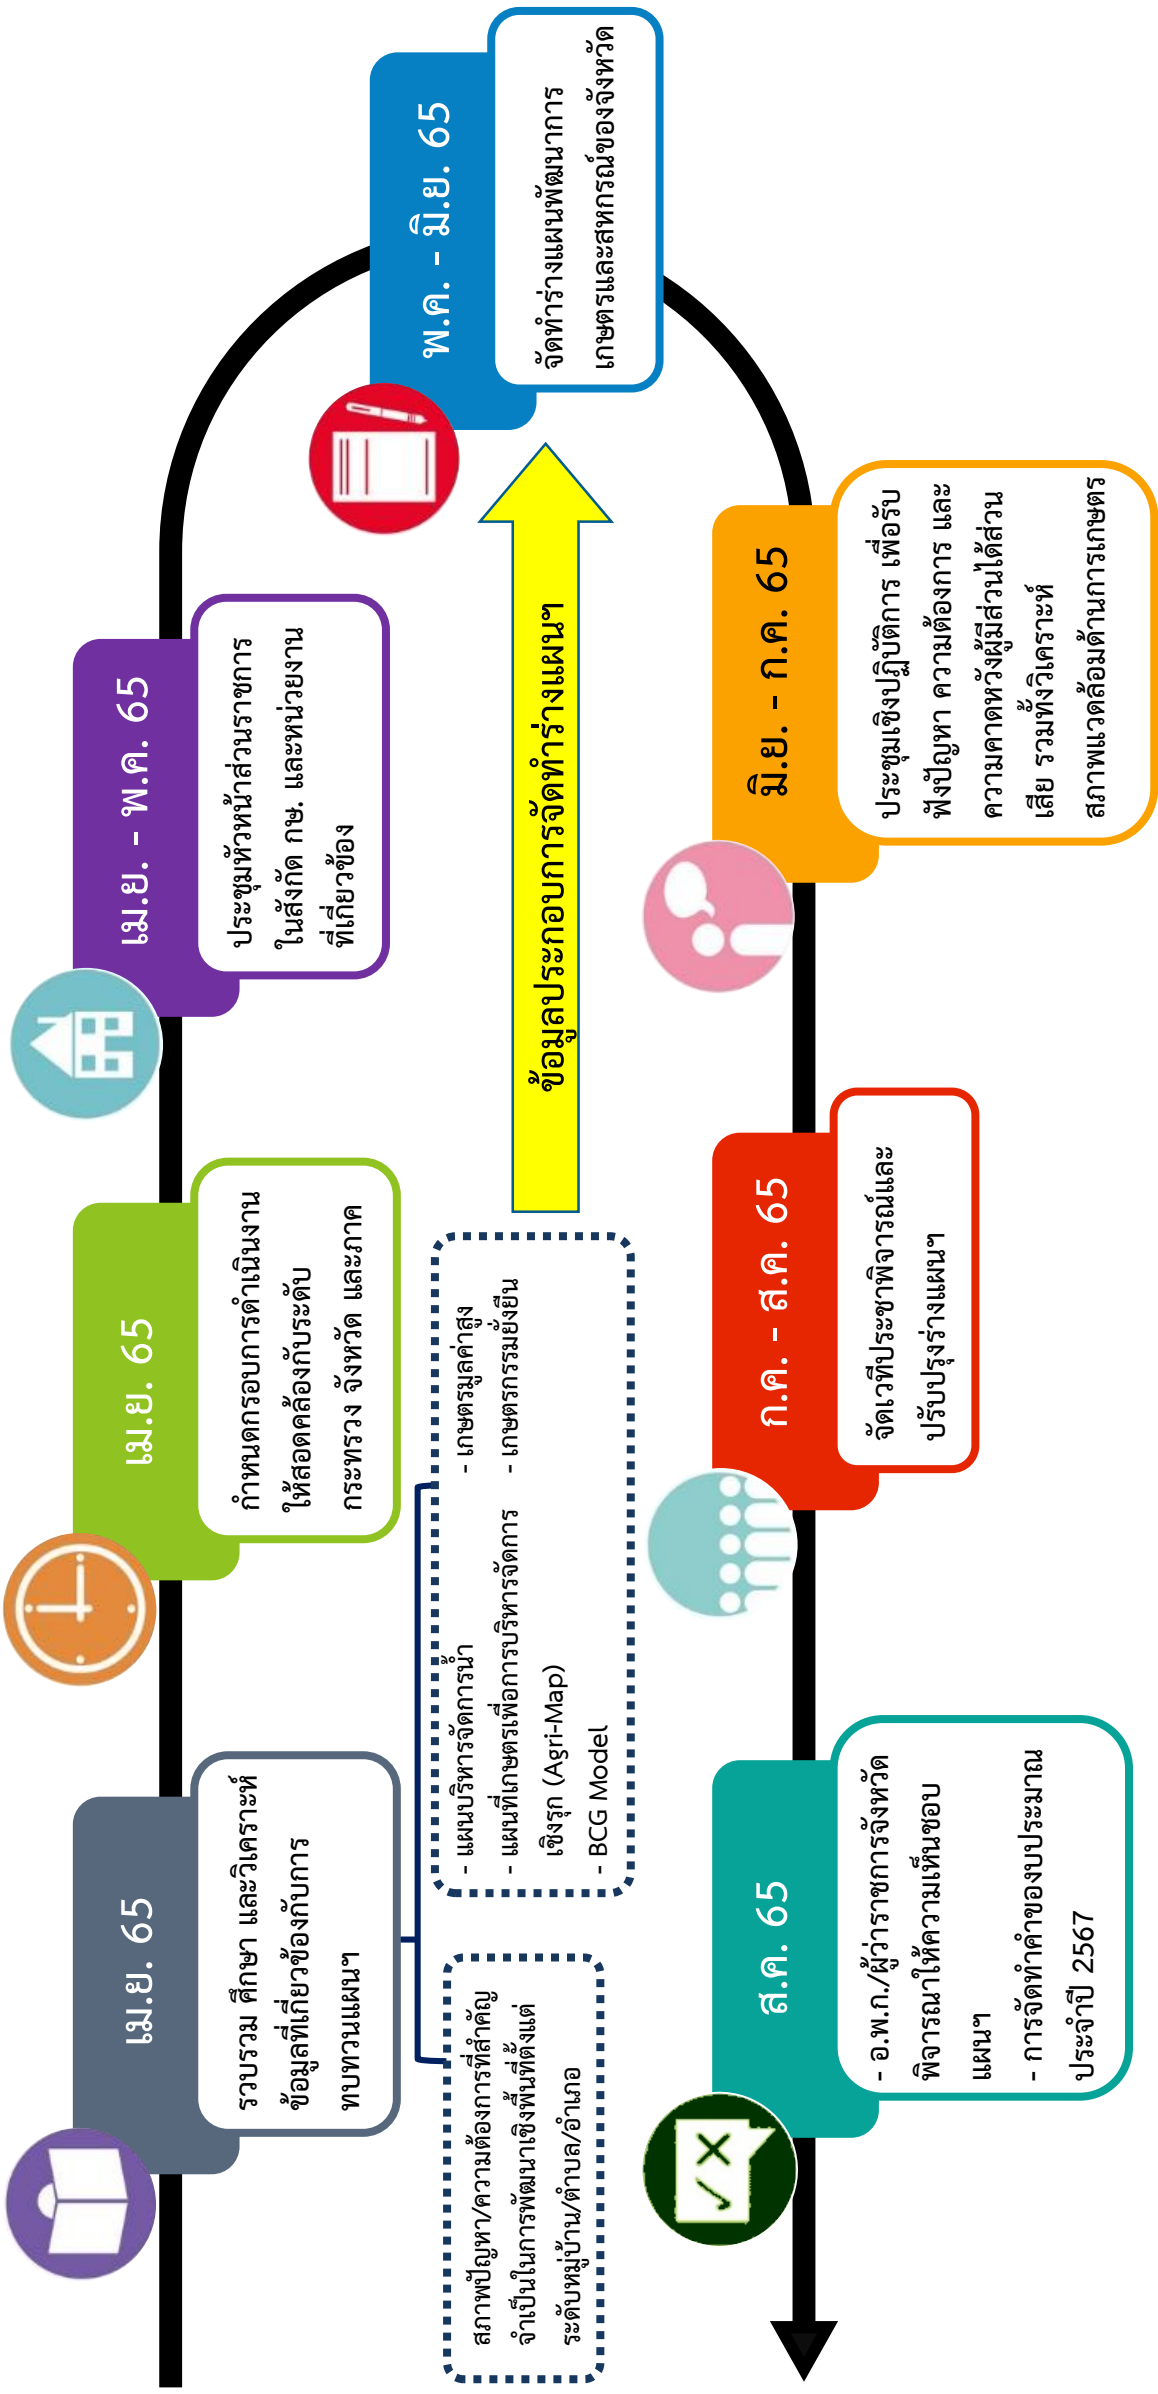 เม.ย. 65
รวบรวม ศึกษา และวิเคราะห์
ข้อมูลที่เกี่ยวข้องกับการ
ทบทวนแผนฯ
เม.ย. 65
กำหนดกรอบการดำเนินงาน
ให้สอดคล้องกับระดับ
กระทรวง จังหวัด และภาค
เม.ย. - พ.ค. 65
ประชุมหัวหน้าส่วนราชการ
ในสังกัด กษ. และหน่วยงาน
ที่เกี่ยวข้อง
พ.ค. - มิ.ย. 65
จัดทำร่างแผนพัฒนาการ
เกษตรและสหกรณ์ของจังหวัด
สภาพปัญหา/ความต้องการที่สำคัญ
จำเป็นในการพัฒนาเชิงพื้นที่ตั้งแต่
ระดับหมู่บ้าน/ตำบล/อำเภอ
- แผนบริหารจัดการน้ำ
- แผนที่เกษตรเพื่อการบริหารจัดการ
เชิงรุก (Agri-Map)
- BCG Model
- เกษตรมูลค่าสูง
- เกษตรกรรมยั่งยืน
ข้อมูลประกอบการจัดทำร่างแผนฯ
มิ.ย. - ก.ค. 65
ประชุมเชิงปฏิบัติการ เพื่อรับ
ฟังปัญหา ความต้องการ และ
ความคาดหวังผู้มีส่วนได้ส่วน
เสีย รวมทั้งวิเคราะห์
สภาพแวดล้อมด้านการเกษตร
ก.ค. - ส.ค. 65
จัดเวทีประชาพิจารณ์และ
ปรับปรุงร่างแผนฯ
ส.ค. 65
- อ.พ.ก./ผู้ว่าราชการจังหวัด
พิจารณาให้ความเห็นชอบ
แผนฯ
- การจัดทำคำของบประมาณ
ประจำปี 2567